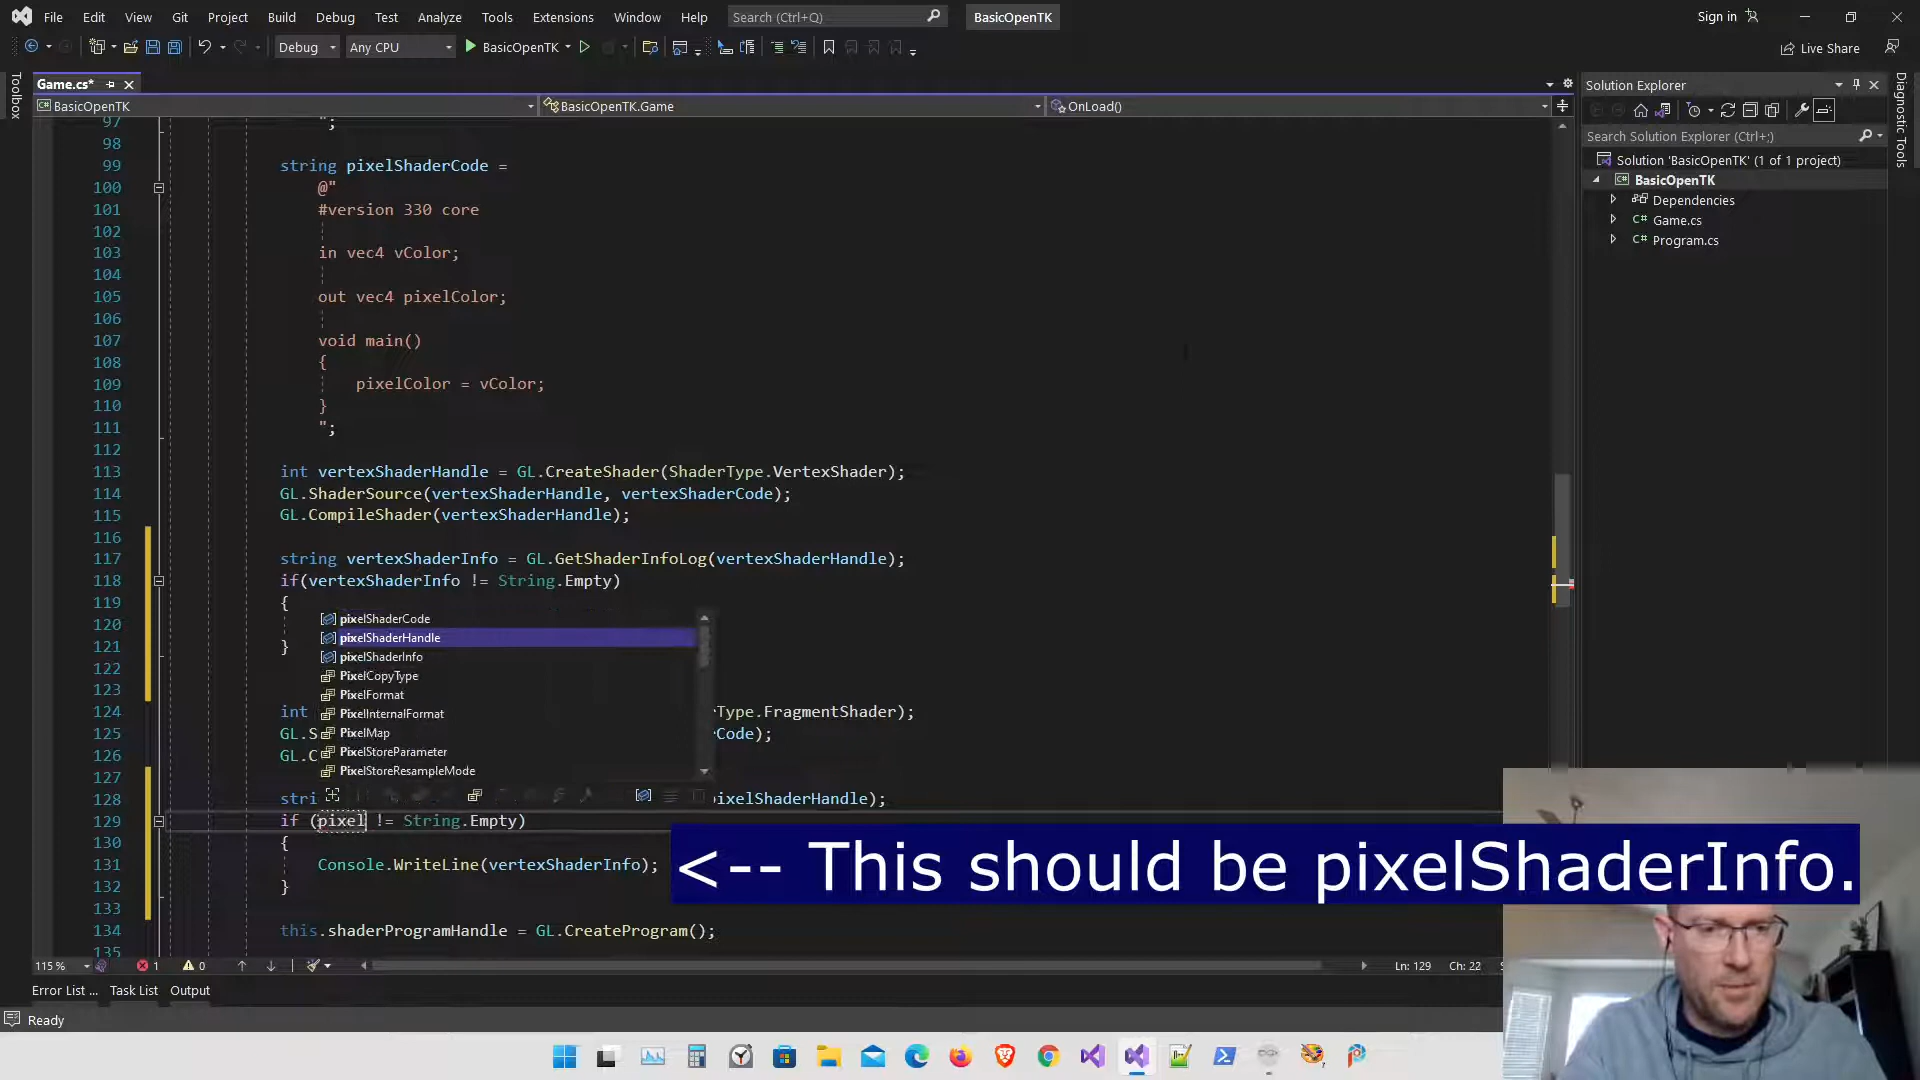 File Edit View Git Project Build Debug Test Analyze Tools Extensions Window Help Search (Ctrl+Q) BasicOpenTK Sign in
Debug Any CPU BasicOpenTK Live Share
Toolbox
Game.cs*
BasicOpenTK BasicOpenTK.Game OnLoad()
97 ";
98
99 string pixelShaderCode =
100 @"
101 #version 330 core
102
103 in vec4 vColor;
104
105 out vec4 pixelColor;
106
107 void main()
108 {
109 pixelColor = vColor;
110 }
111 ";
112
113 int vertexShaderHandle = GL.CreateShader(ShaderType.VertexShader);
114 GL.ShaderSource(vertexShaderHandle, vertexShaderCode);
115 GL.CompileShader(vertexShaderHandle);
116
117 string vertexShaderInfo = GL.GetShaderInfoLog(vertexShaderHandle);
118 if(vertexShaderInfo != String.Empty)
119 {
120
121 }
122
123
124 int rType.FragmentShader);
125 GL.S rCode);
126 GL.C
127
128 stri pixelShaderHandle);
129 if (pixel != String.Empty)
130 {
131 Console.WriteLine(vertexShaderInfo);
132 }
133
134 this.shaderProgramHandle = GL.CreateProgram();
135
pixelShaderCode
pixelShaderHandle
pixelShaderInfo
PixelCopyType
PixelFormat
PixelInternalFormat
PixelMap
PixelStoreParameter
PixelStoreResampleMode
<-- This should be pixelShaderInfo.
Solution Explorer
Search Solution Explorer (Ctrl+;)
Solution 'BasicOpenTK' (1 of 1 project)
BasicOpenTK
Dependencies
C# Game.cs
C# Program.cs
Diagnostic Tools
115 % 1 0 Ln: 129 Ch: 22 S
Error List ... Task List Output
Ready